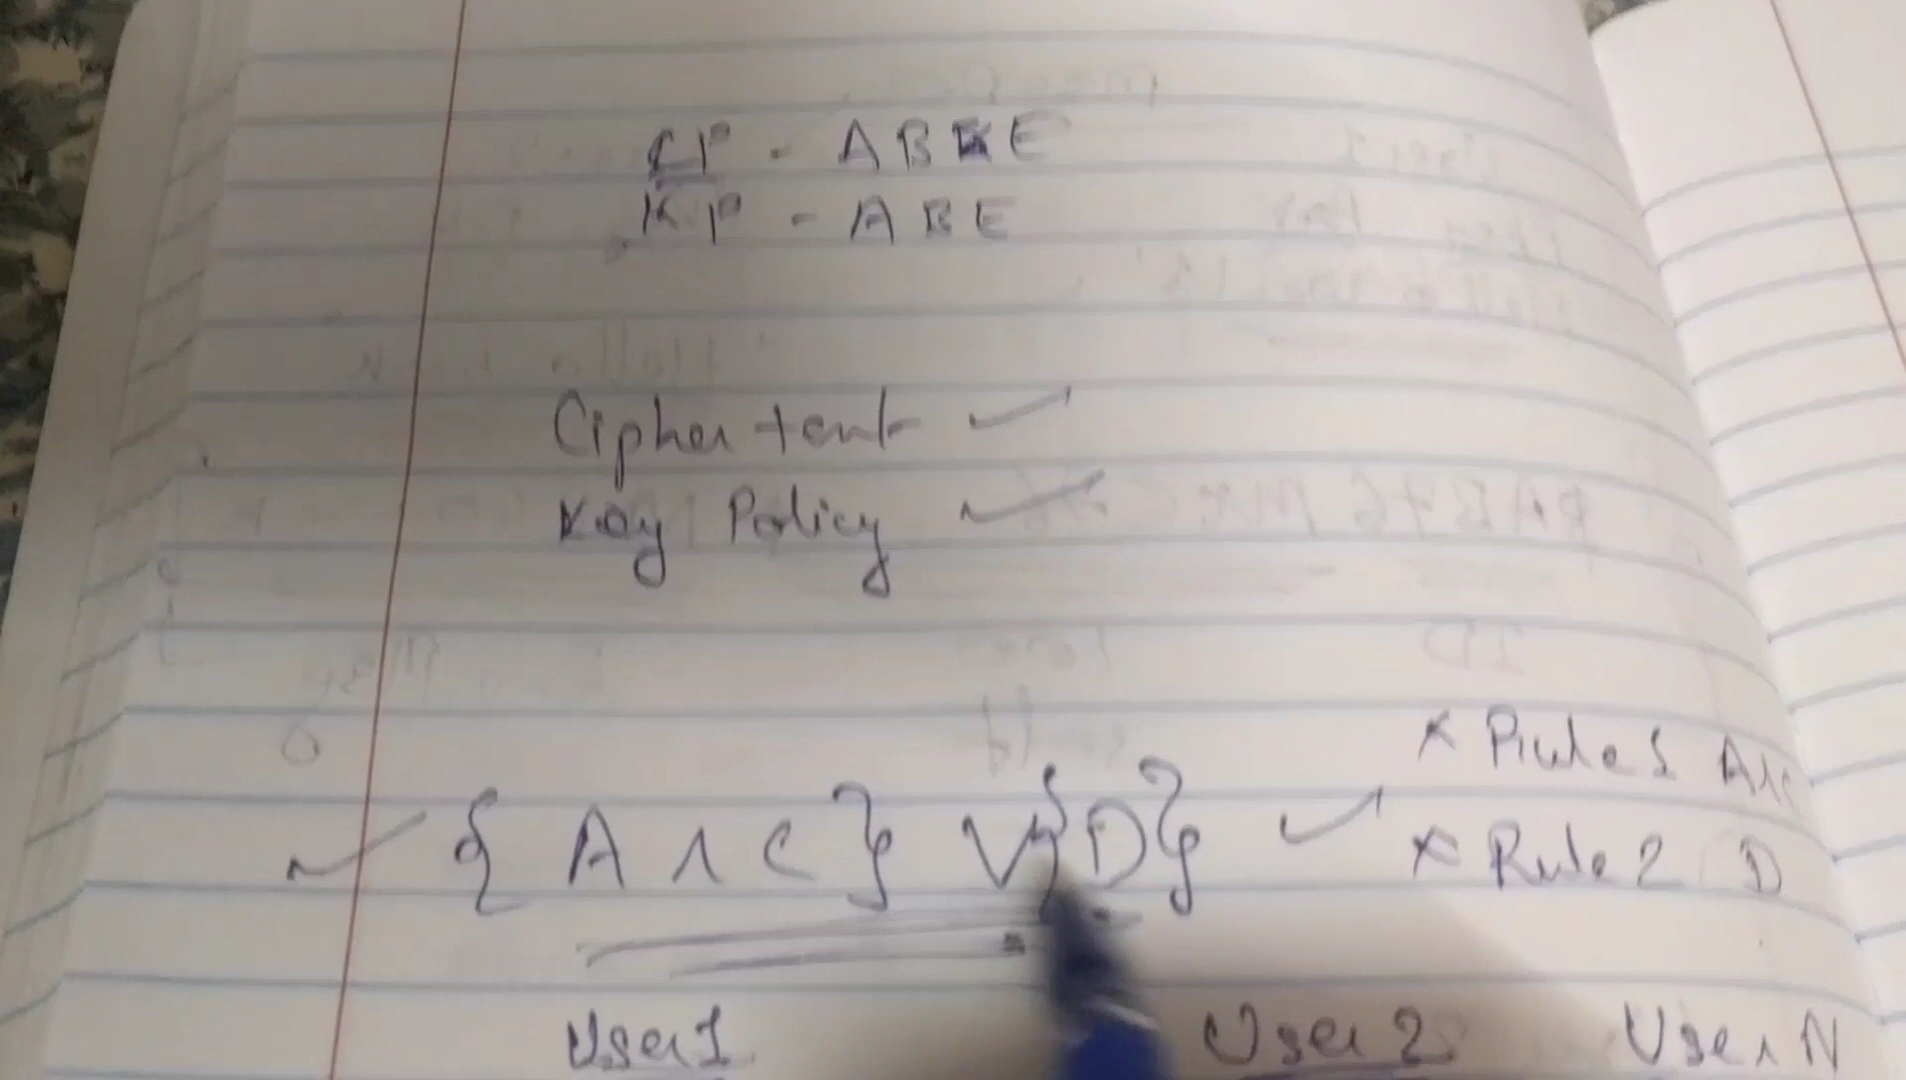 CP - ABE
KP - ABE
Ciphertext ✓
Key Policy ✓
× Rule 1 A∧C
✓ { A ∧ C } V { D } ✓
× Rule 2 D
User 1 User 2 User N